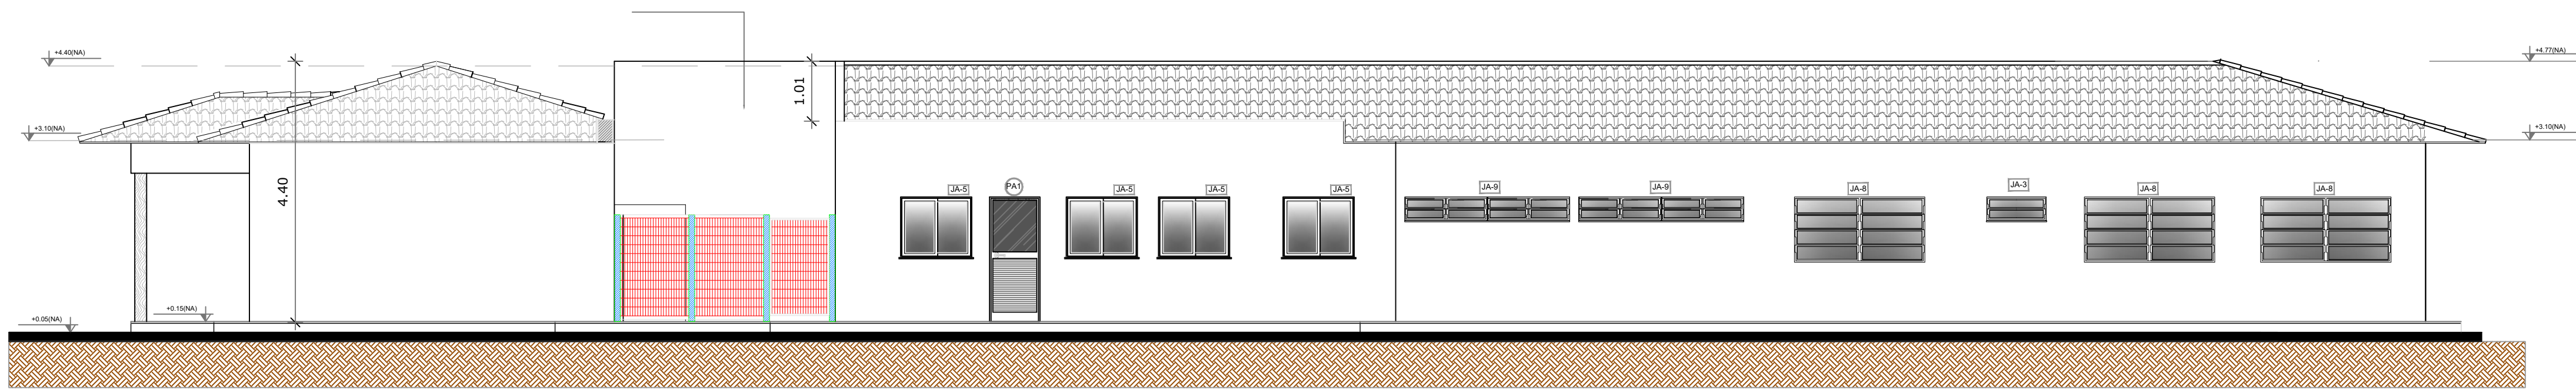 +4.40(NA)
+4.77(NA)
1.01
+3.10(NA)
+3.10(NA)
4.40
JA-5
PA1
JA-5
JA-5
JA-5
JA-9
JA-9
JA-8
JA-3
JA-8
JA-8
+0.15(NA)
+0.05(NA)